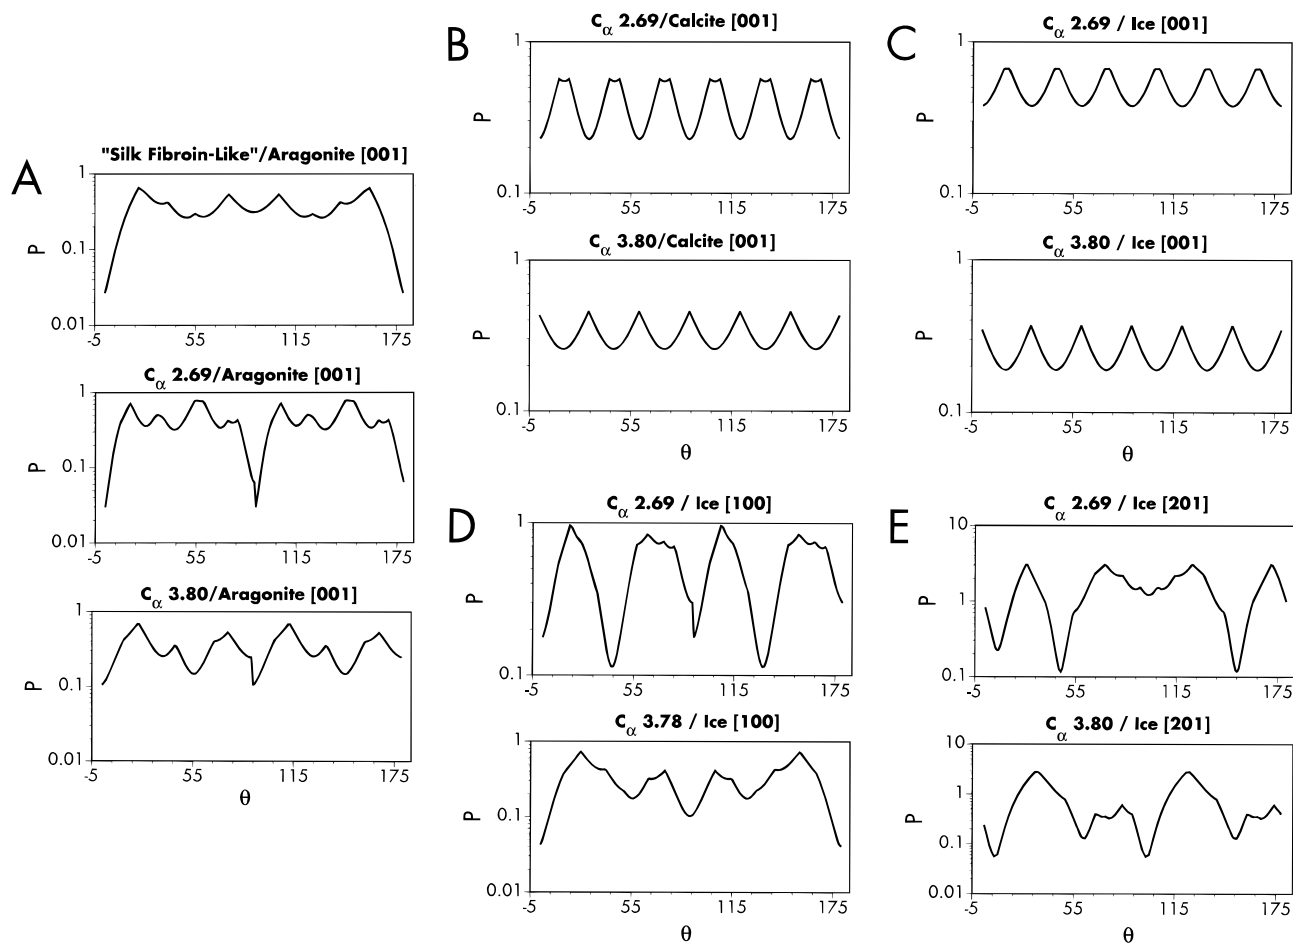 A
"Silk Fibroin-Like"/Aragonite [001]
1
0.1
0.01
P
-5 55 115 175
Cα 2.69/Aragonite [001]
1
0.1
0.01
P
-5 55 115 175
Cα 3.80/Aragonite [001]
1
0.1
0.01
P
-5 55 115 175
θ
B
Cα 2.69/Calcite [001]
1
0.1
P
-5 55 115 175
Cα 3.80/Calcite [001]
1
0.1
P
-5 55 115 175
θ
C
Cα 2.69 / Ice [001]
1
0.1
P
-5 55 115 175
Cα 3.80 / Ice [001]
1
0.1
P
-5 55 115 175
θ
D
Cα 2.69 / Ice [100]
1
0.1
P
-5 55 115 175
Cα 3.78 / Ice [100]
1
0.1
0.01
P
-5 55 115 175
θ
E
Cα 2.69 / Ice [201]
10
1
0.1
P
-5 55 115 175
Cα 3.80 / Ice [201]
10
1
0.1
0.01
P
-5 55 115 175
θ